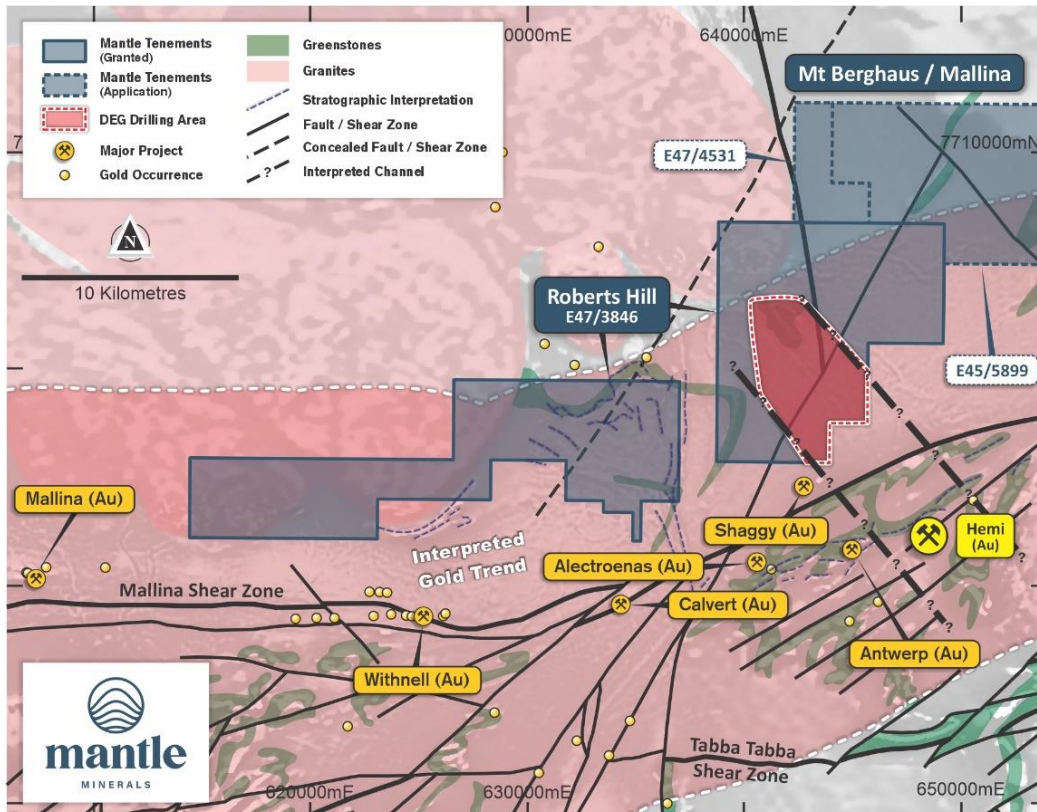 Mantle Tenements
(Granted)
Mantle Tenements
(Application)
DEG Drilling Area
Major Project
Gold Occurrence
Greenstones
Granites
Stratographic Interpretation
Fault / Shear Zone
Concealed Fault / Shear Zone
? Interpreted Channel
0000mE
640000mE
Mt Berghaus / Mallina
7
7710000mN
E47/4531
N
10 Kilometres
Roberts Hill
E47/3846
E45/5899
?
?
?
?
?
?
?
?
?
?
?
Mallina (Au)
Interpreted
Gold Trend
Shaggy (Au)
Hemi
(Au)
Alectroenas (Au)
Mallina Shear Zone
Calvert (Au)
Antwerp (Au)
Withnell (Au)
Tabba Tabba
Shear Zone
mantle
MINERALS
620000mE
630000mE
650000mE